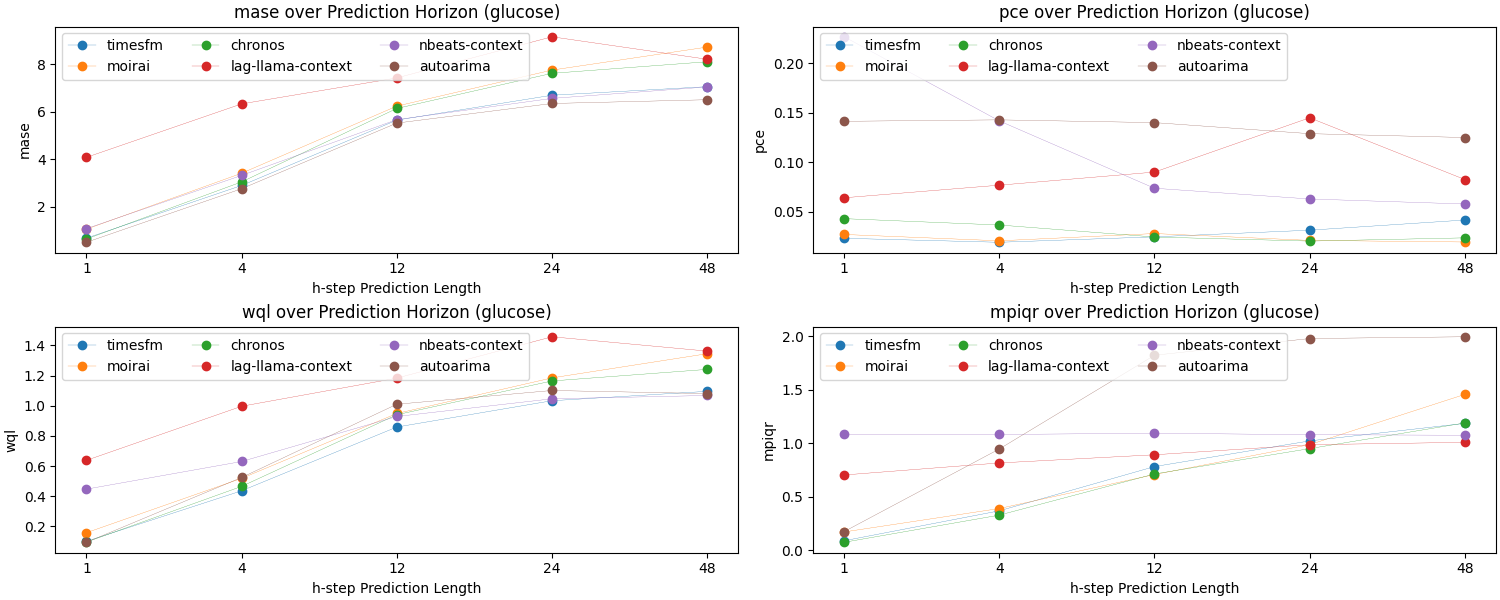 mase over Prediction Horizon (glucose)
timesfm chronos nbeats-context
moirai lag-llama-context autoarima
8
6
4
2
mase
1 4 12 24 48
h-step Prediction Length
pce over Prediction Horizon (glucose)
timesfm chronos nbeats-context
moirai lag-llama-context autoarima
0.20
0.15
0.10
0.05
pce
1 4 12 24 48
h-step Prediction Length
wql over Prediction Horizon (glucose)
timesfm chronos nbeats-context
moirai lag-llama-context autoarima
1.4
1.2
1.0
0.8
0.6
0.4
0.2
wql
1 4 12 24 48
h-step Prediction Length
mpiqr over Prediction Horizon (glucose)
timesfm chronos nbeats-context
moirai lag-llama-context autoarima
2.0
1.5
1.0
0.5
0.0
mpiqr
1 4 12 24 48
h-step Prediction Length